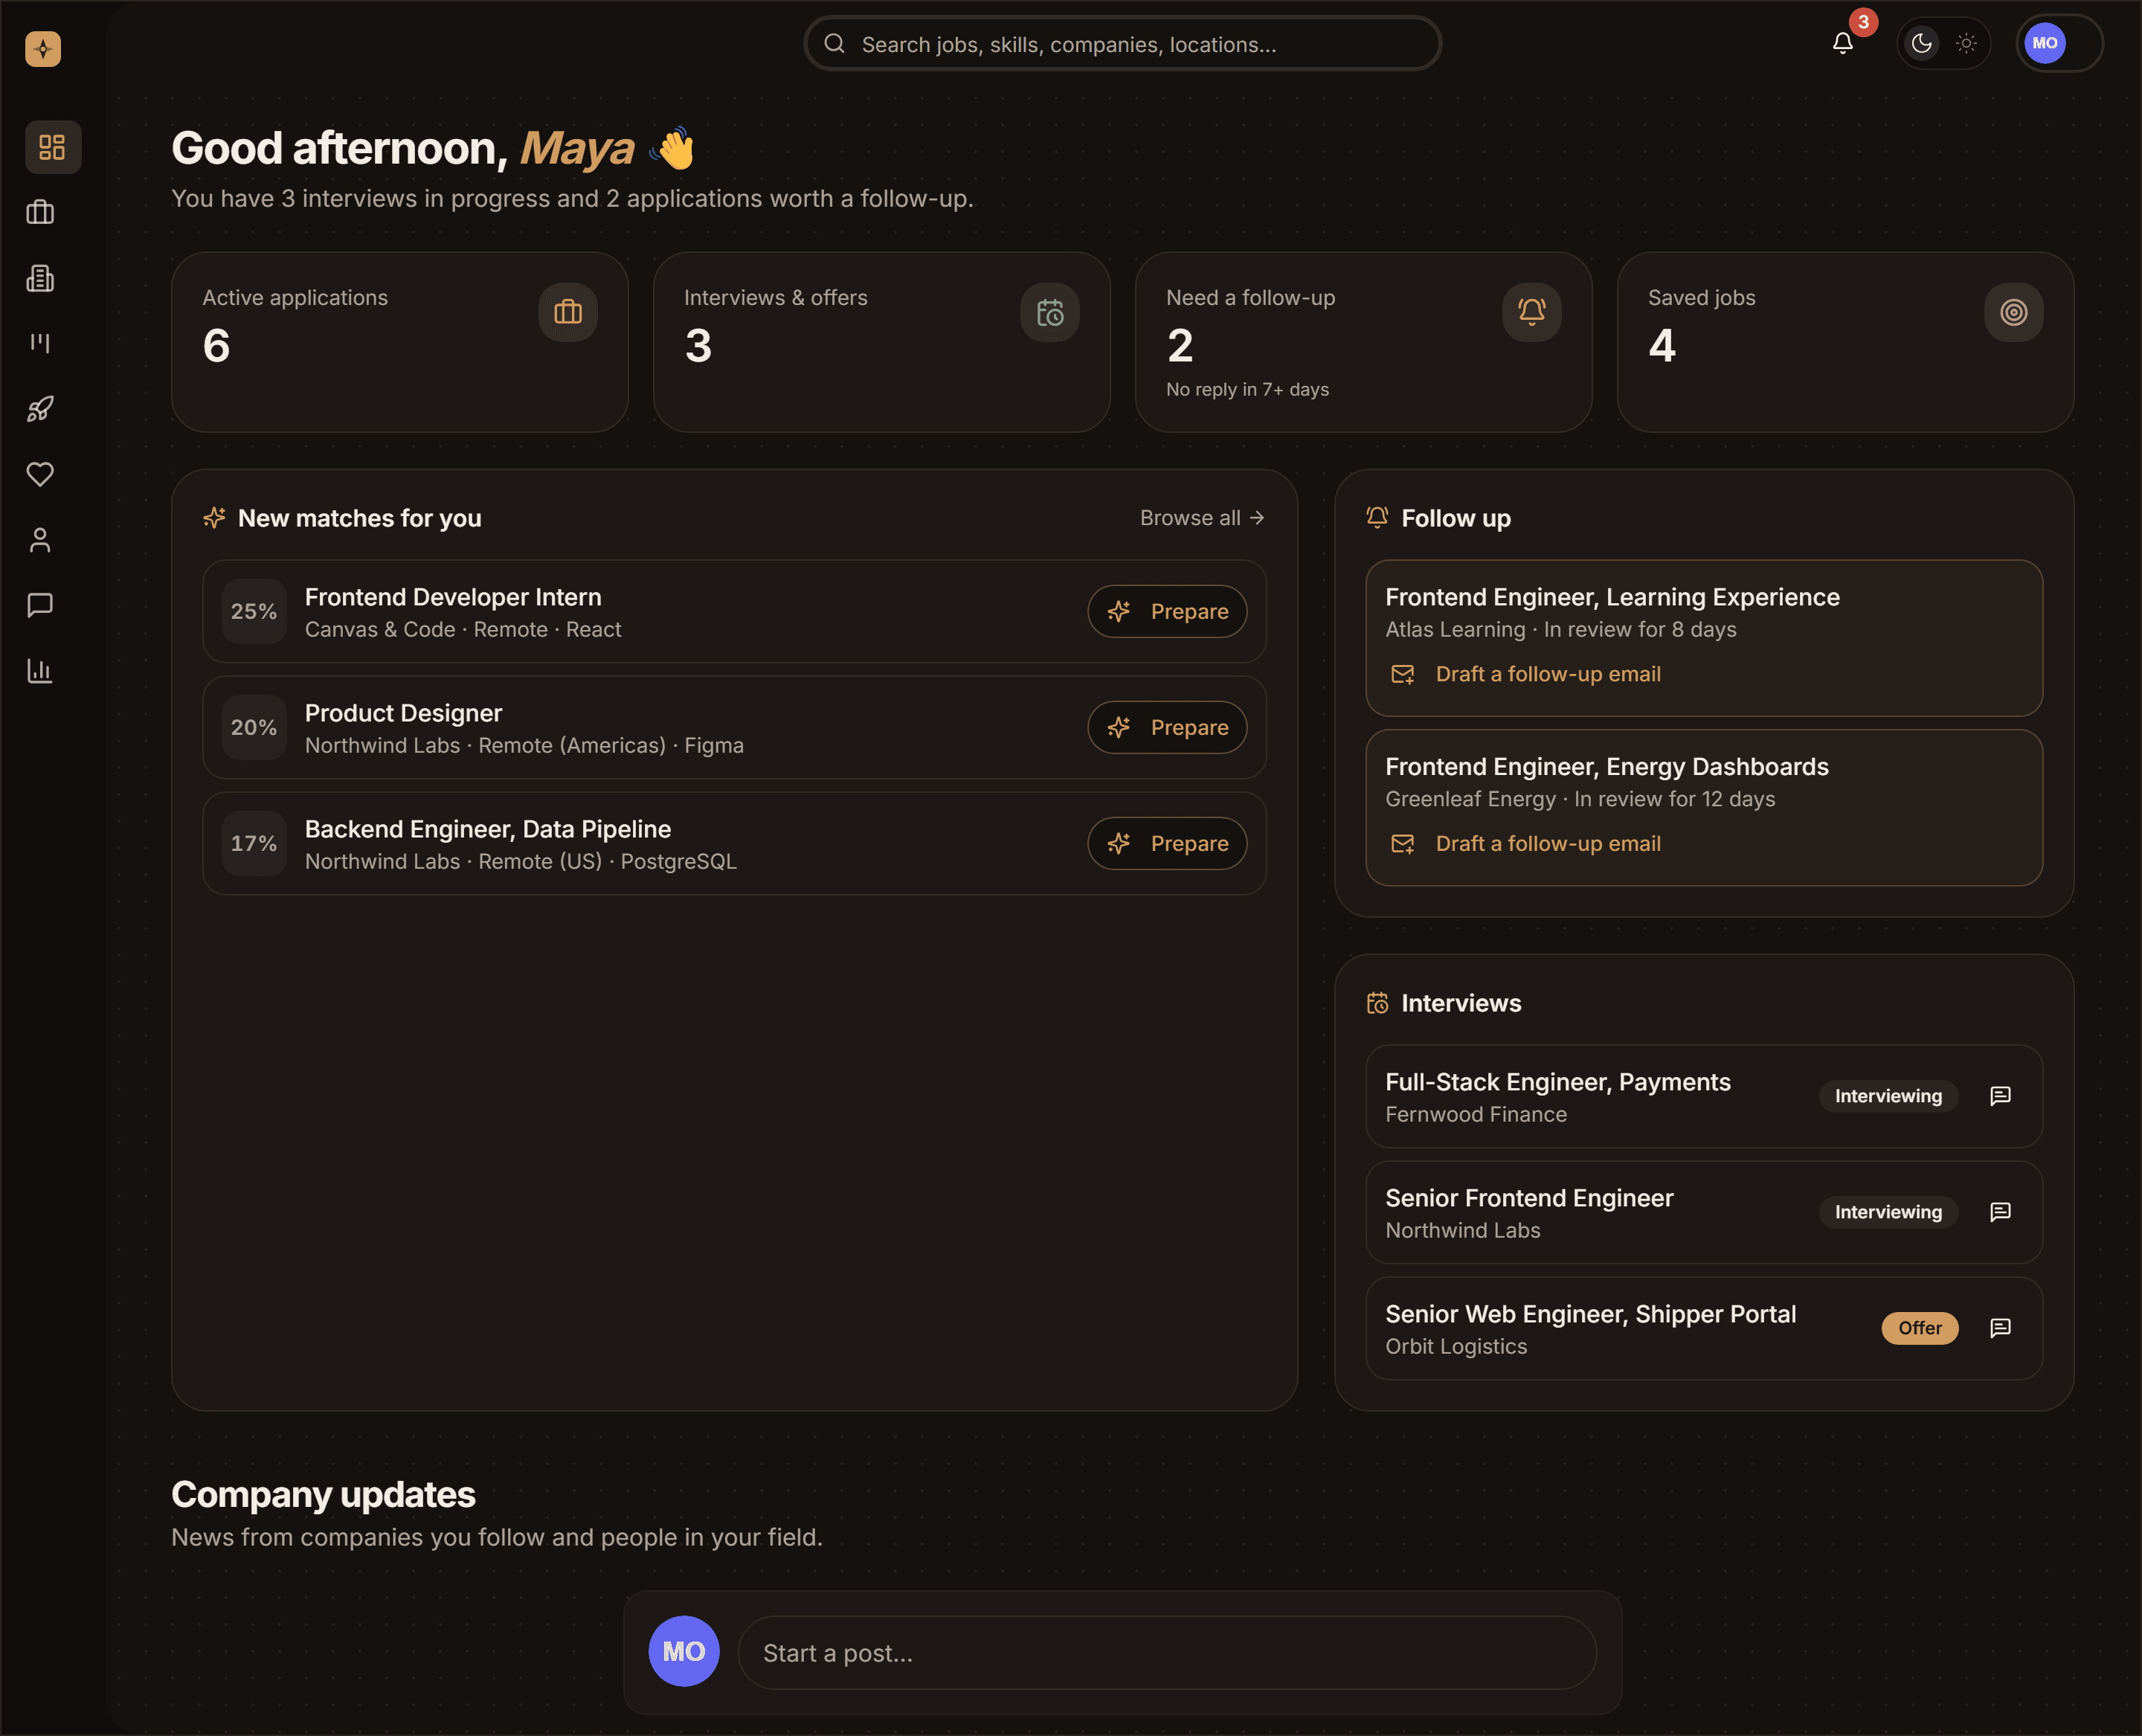 Search jobs, skills, companies, locations...
3
MO
Good afternoon, Maya 👋
You have 3 interviews in progress and 2 applications worth a follow-up.
Active applications
6
Interviews & offers
3
Need a follow-up
2
No reply in 7+ days
Saved jobs
4
New matches for you
Browse all →
25%
Frontend Developer Intern
Canvas & Code · Remote · React
Prepare
20%
Product Designer
Northwind Labs · Remote (Americas) · Figma
Prepare
17%
Backend Engineer, Data Pipeline
Northwind Labs · Remote (US) · PostgreSQL
Prepare
Follow up
Frontend Engineer, Learning Experience
Atlas Learning · In review for 8 days
Draft a follow-up email
Frontend Engineer, Energy Dashboards
Greenleaf Energy · In review for 12 days
Draft a follow-up email
Interviews
Full-Stack Engineer, Payments
Fernwood Finance
Interviewing
Senior Frontend Engineer
Northwind Labs
Interviewing
Senior Web Engineer, Shipper Portal
Orbit Logistics
Offer
Company updates
News from companies you follow and people in your field.
MO
Start a post...